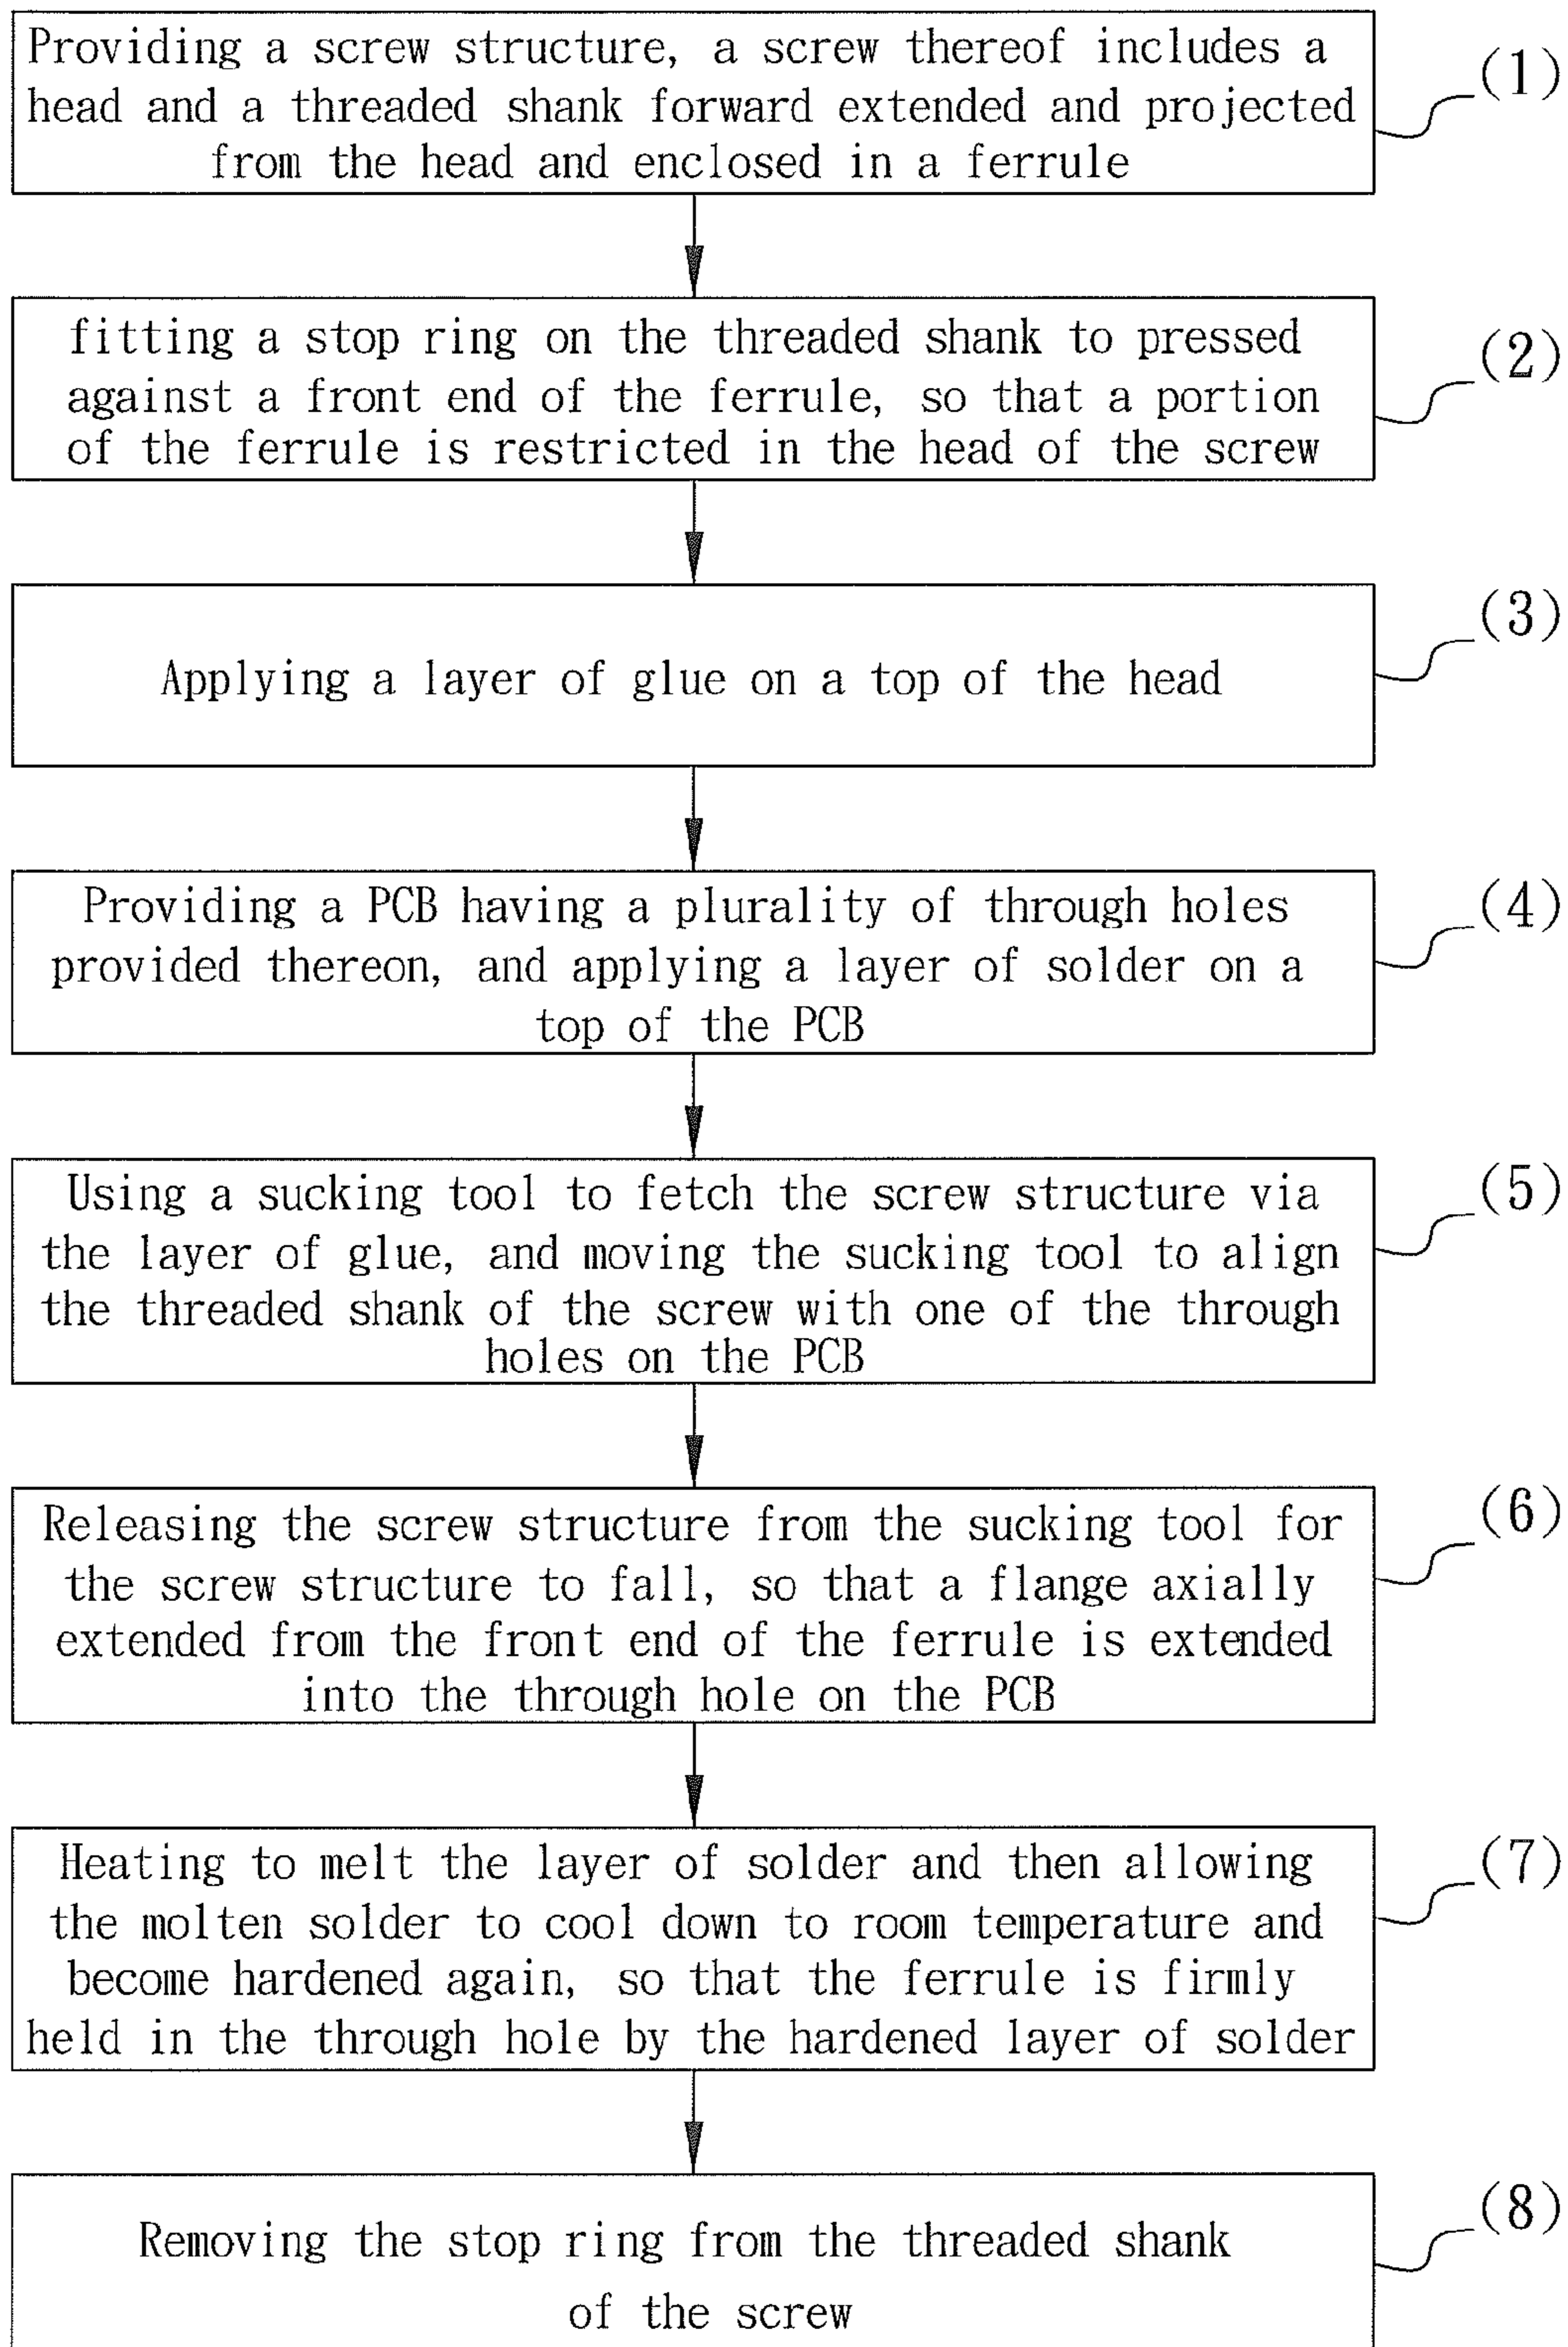 Providing a screw structure, a screw thereof includes a
head and a threaded shank forward extended and projected
from the head and enclosed in a ferrule
(1)
fitting a stop ring on the threaded shank to pressed
against a front end of the ferrule, so that a portion
of the ferrule is restricted in the head of the screw
(2)
Applying a layer of glue on a top of the head
(3)
Providing a PCB having a plurality of through holes
provided thereon, and applying a layer of solder on a
top of the PCB
(4)
Using a sucking tool to fetch the screw structure via
the layer of glue, and moving the sucking tool to align
the threaded shank of the screw with one of the through
holes on the PCB
(5)
Releasing the screw structure from the sucking tool for
the screw structure to fall, so that a flange axially
extended from the front end of the ferrule is extended
into the through hole on the PCB
(6)
Heating to melt the layer of solder and then allowing
the molten solder to cool down to room temperature and
become hardened again, so that the ferrule is firmly
held in the through hole by the hardened layer of solder
(7)
Removing the stop ring from the threaded shank
of the screw
(8)